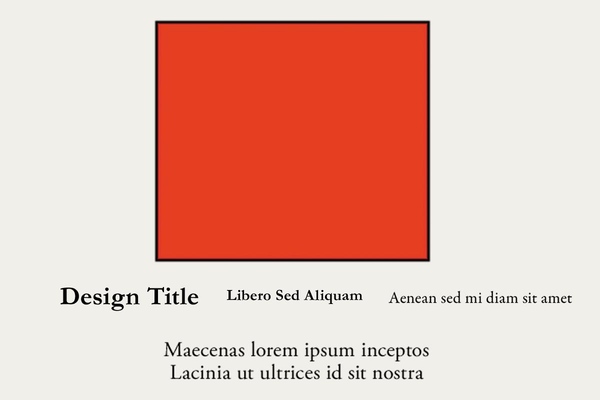 Design Title
Libero Sed Aliquam
Aenean sed mi diam sit amet
Maecenas lorem ipsum inceptos
Lacinia ut ultrices id sit nostra